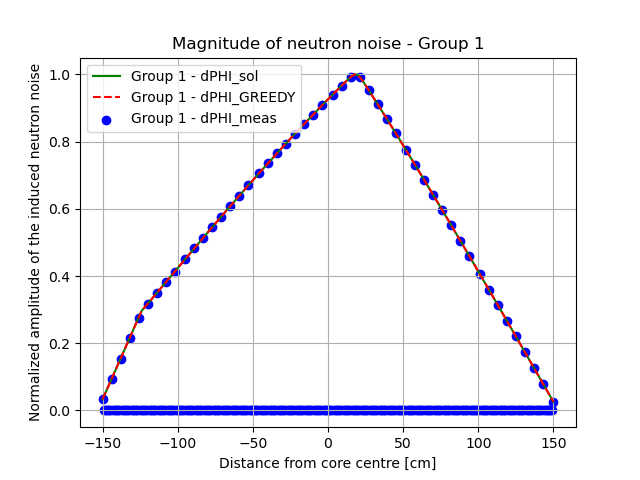 Magnitude of neutron noise - Group 1
Normalized amplitude of the induced neutron noise
1.0
0.8
0.6
0.4
0.2
0.0
Group 1 - dPHI_sol
Group 1 - dPHI_GREEDY
Group 1 - dPHI_meas
−150
−100
−50
0
50
100
150
Distance from core centre [cm]